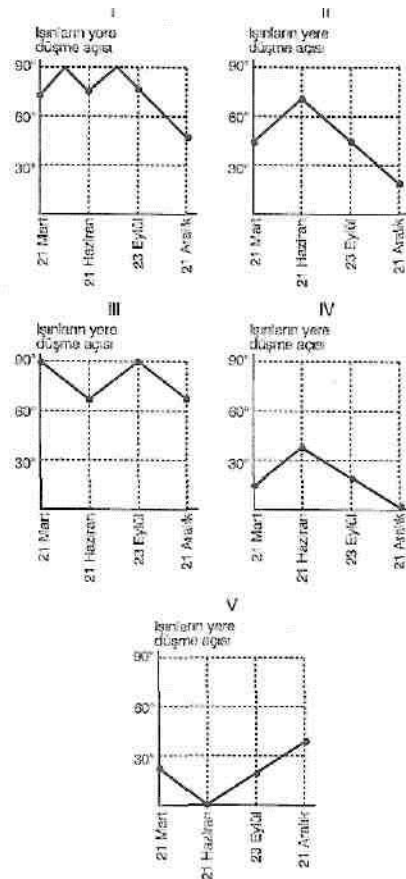 I
Işınların yere
düşme açısı
90°
60°
30°
21 Mart
21 Haziran
23 Eylül
21 Aralık
II
Işınların yere
düşme açısı
90°
60°
30°
21 Mart
21 Haziran
23 Eylül
21 Aralık
III
Işınların yere
düşme açısı
90°
60°
30°
21 Mart
21 Haziran
23 Eylül
21 Aralık
IV
Işınların yere
düşme açısı
90°
60°
30°
21 Mart
21 Haziran
23 Eylül
21 Aralık
V
Işınların yere
düşme açısı
90°
60°
30°
21 Mart
21 Haziran
23 Eylül
21 Aralık